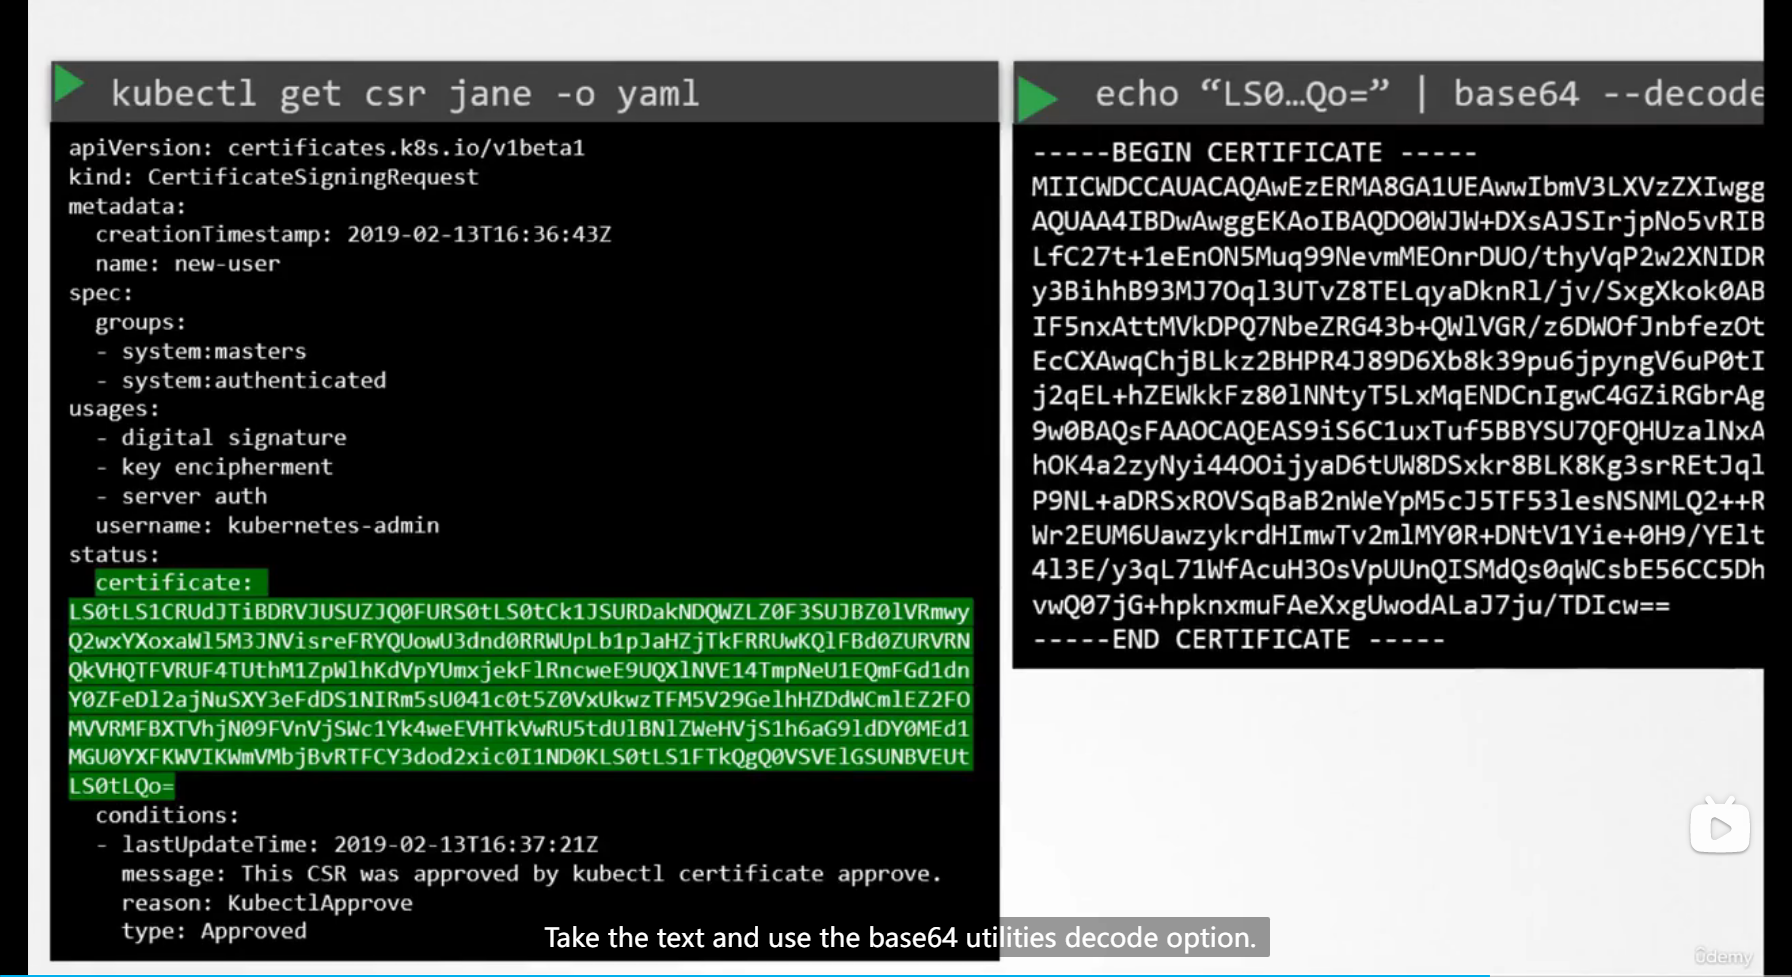 kubectl get csr jane -o yaml
apiVersion: certificates.k8s.io/v1beta1
kind: CertificateSigningRequest
metadata:
  creationTimestamp: 2019-02-13T16:36:43Z
  name: new-user
spec:
  groups:
  - system:masters
  - system:authenticated
usages:
  - digital signature
  - key encipherment
  - server auth
  username: kubernetes-admin
status:
  certificate:
LS0tLS1CRUdJTiBDRVJUSUZJQ0FURS0tLS0tCk1JSURDakNDQWZLZ0F3SUJBZ0lVRmwy
Q2wxYXoxaWl5M3JNVisreFRYQUowU3dnd0RRWUpLb1pJaHZjTkFRRUwKQlFBd0ZURVRN
QkVHQTFVRUF4TUthM1ZpWlhKdVpYUmxjekFlRncweE9UQXlNVE14TmpNeU1EQmFGd1dn
Y0ZFeDl2ajNuSXY3eFdDS1NIRm5sU041c0t5Z0VxUkwzTFM5V29GelhHZDdWCmlEZ2FO
MVVRMFBXTVhjN09FVnVjSWc1Yk4weEVHTkVwRU5tdUlBNlZWeHVjS1h6aG9ldDY0MEd1
MGU0YXFKWVIKWmVMbjBvRTFCY3dod2xic0I1ND0KLS0tLS1FTkQgQ0VSVElGSUNBVEUt
LS0tLQo=
  conditions:
  - lastUpdateTime: 2019-02-13T16:37:21Z
    message: This CSR was approved by kubectl certificate approve.
    reason: KubectlApprove
    type: Approved
echo “LS0…Qo=” | base64 --decode
-----BEGIN CERTIFICATE -----
MIICWDCCAUACAQAwEzERMA8GA1UEAwwIbmV3LXVzZXIwgg
AQUAA4IBDwAwggEKAoIBAQDO0WJW+DXsAJSIrjpNo5vRIB
LfC27t+1eEnON5Muq99NevmMEOnrDUO/thyVqP2w2XNIDR
y3BihhB93MJ7Oql3UTvZ8TELqyaDknRl/jv/SxgXkok0AB
IF5nxAttMVkDPQ7NbeZRG43b+QWlVGR/z6DWOfJnbfezOt
EcCXAwqChjBLkz2BHPR4J89D6Xb8k39pu6jpyngV6uP0tI
j2qEL+hZEWkkFz80lNNtyT5LxMqENDCnIgwC4GZiRGbrAg
9w0BAQsFAAOCAQEAS9iS6C1uxTuf5BBYSU7QFQHUzalNxA
hOK4a2zyNyi44OOijyaD6tUW8DSxkr8BLK8Kg3srREtJql
P9NL+aDRSxROVSqBaB2nWeYpM5cJ5TF53lesNSNMLQ2++R
Wr2EUM6UawzykrdHImwTv2mlMY0R+DNtV1Yie+0H9/YElt
4l3E/y3qL71WfAcuH3OsVpUUnQISMdQs0qWCsbE56CC5Dh
vwQ07jG+hpknxmuFAeXxgUwodALaJ7ju/TDIcw==
-----END CERTIFICATE -----
Take the text and use the base64 utilities decode option.
ûdemy